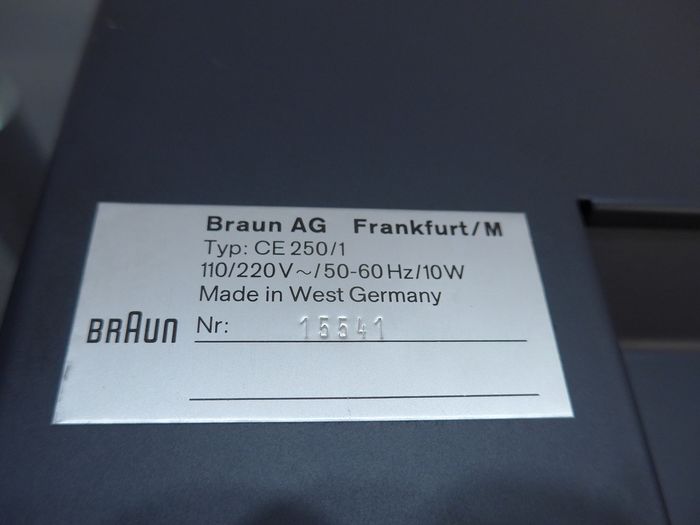 Braun AG Frankfurt/M
Typ: CE 250/1
110/220V~/50-60Hz/10W
Made in West Germany
BRAUN Nr: 15541